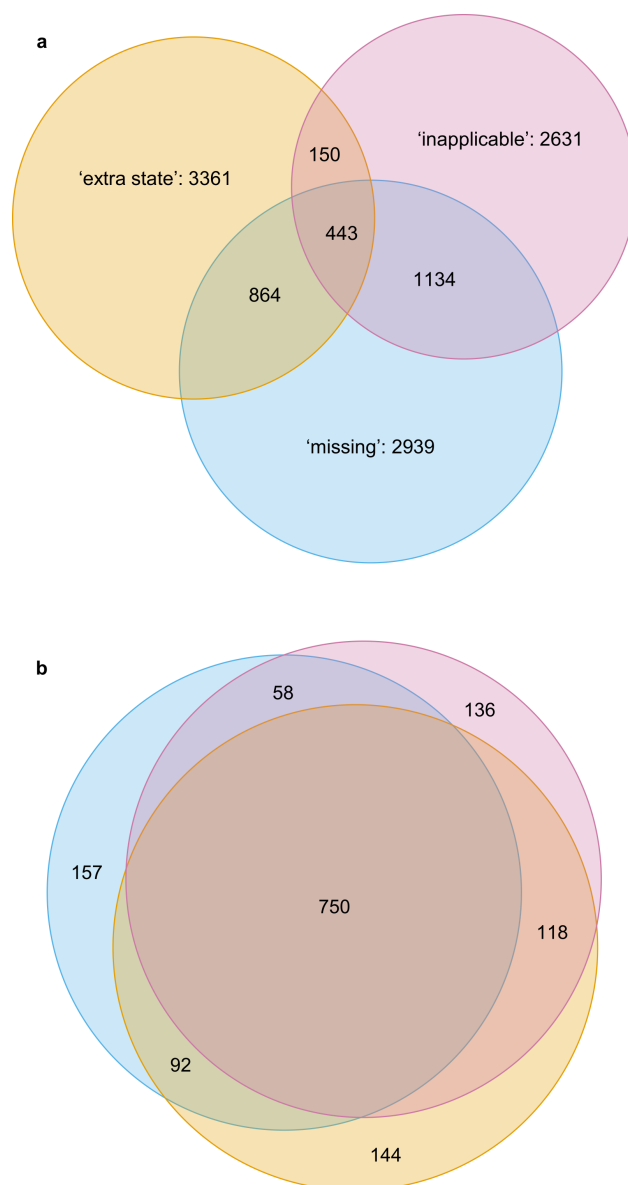 a
'inapplicable': 2631
150
'extra state': 3361
443
1134
864
'missing': 2939
b
58
136
157
750
118
92
144